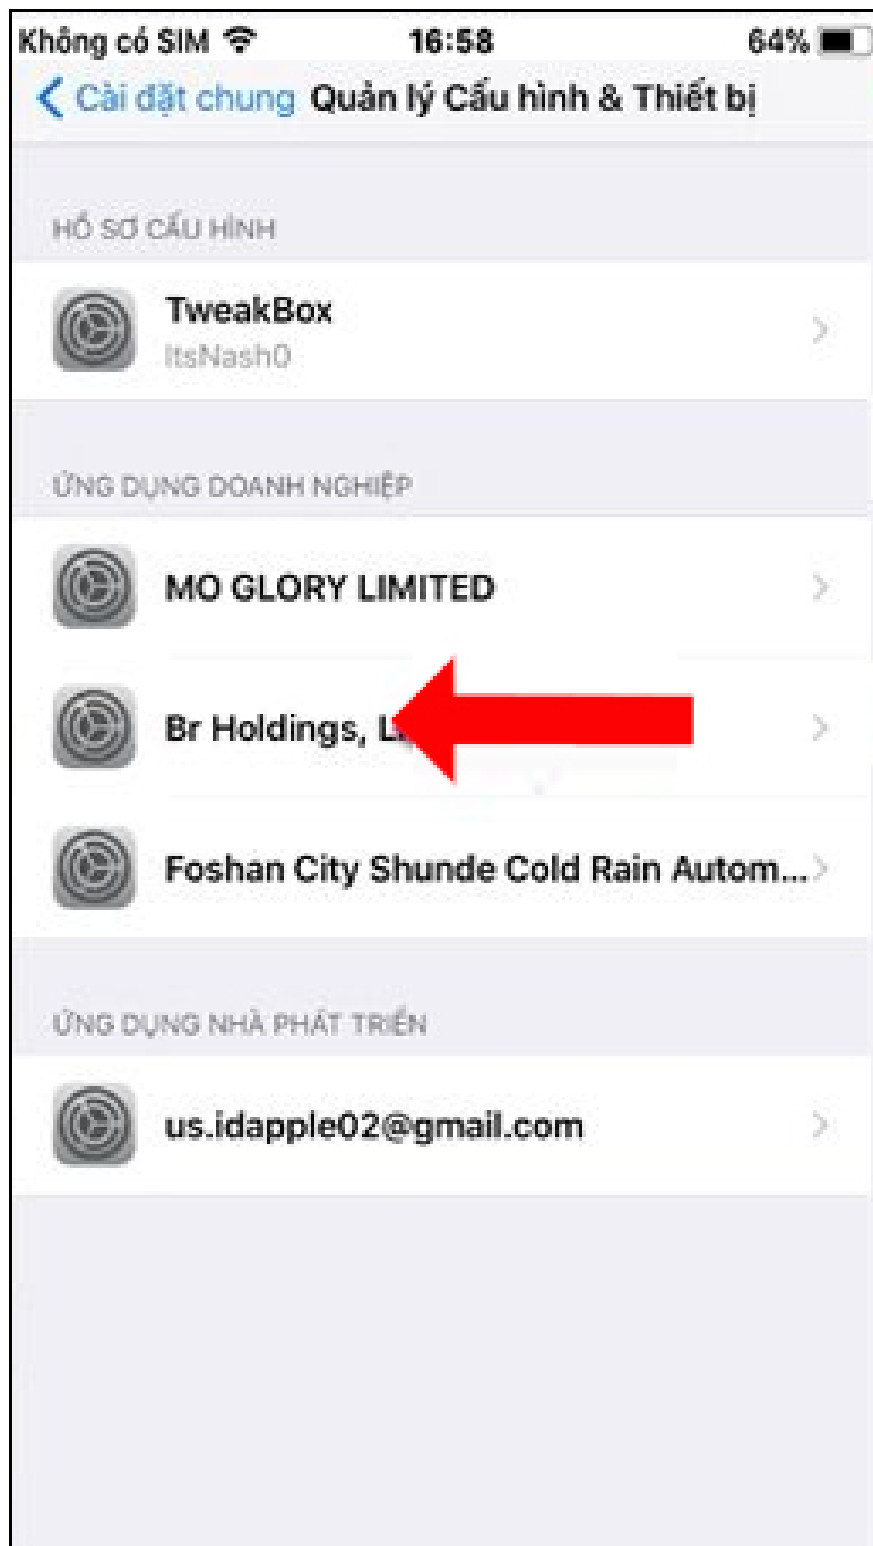 Không có SIM 16:58 64%
Cài đặt chung Quản lý Cấu hình & Thiết bị
HỒ SƠ CẤU HÌNH
TweakBox
ItsNash0
ỨNG DỤNG DOANH NGHIỆP
MO GLORY LIMITED
Br Holdings,
Foshan City Shunde Cold Rain Autom...
ỨNG DỤNG NHÀ PHÁT TRIỂN
us.idapple02@gmail.com